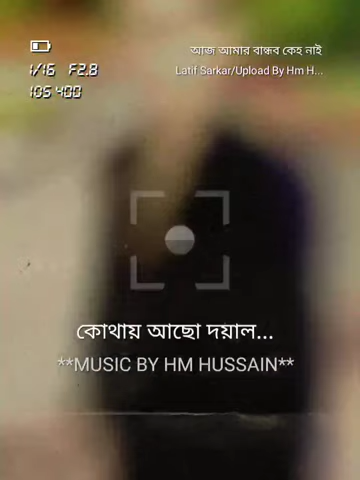 আজ আমার বান্ধব কেহ নাই
Latif Sarkar/Upload By Hm H...
1/16 F2.8
105 400
কোথায় আছো দয়াল...
**MUSIC BY HM HUSSAIN**